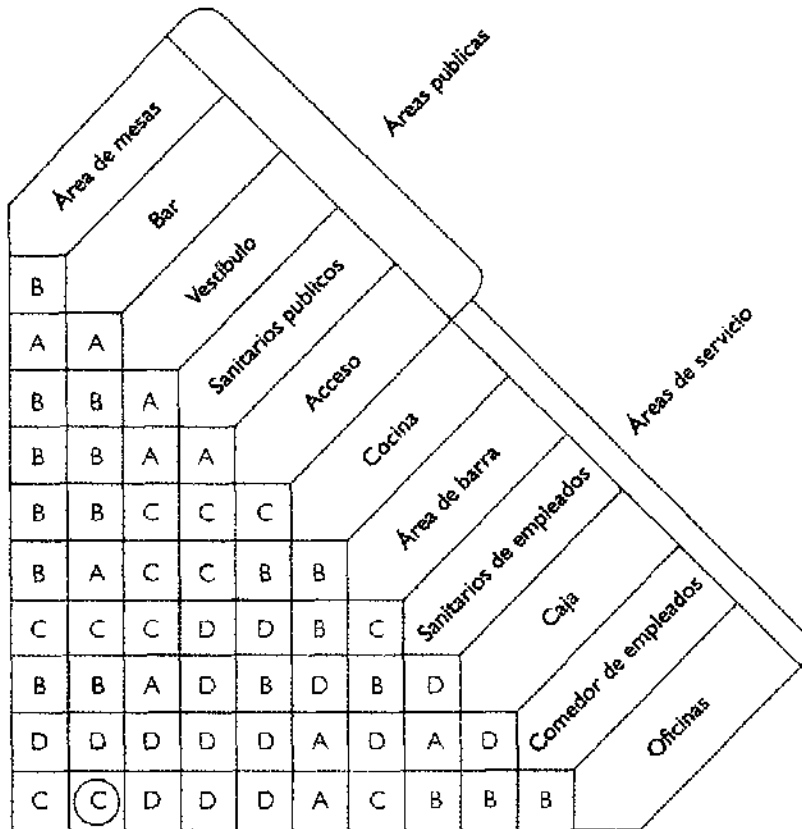 Áreas publicas
Áreas de servicio
Área de mesas
Bar
Vestíbulo
Sanitarios publicos
Acceso
Cocina
Área de barra
Sanitarios de empleados
Caja
Comedor de empleados
Oficinas
B
A A
B B A
B B A A
B B C C C
B A C C B B
C C C D D B C
B B A D B D B D
D D D D D A D A D
C C D D D A C B B B